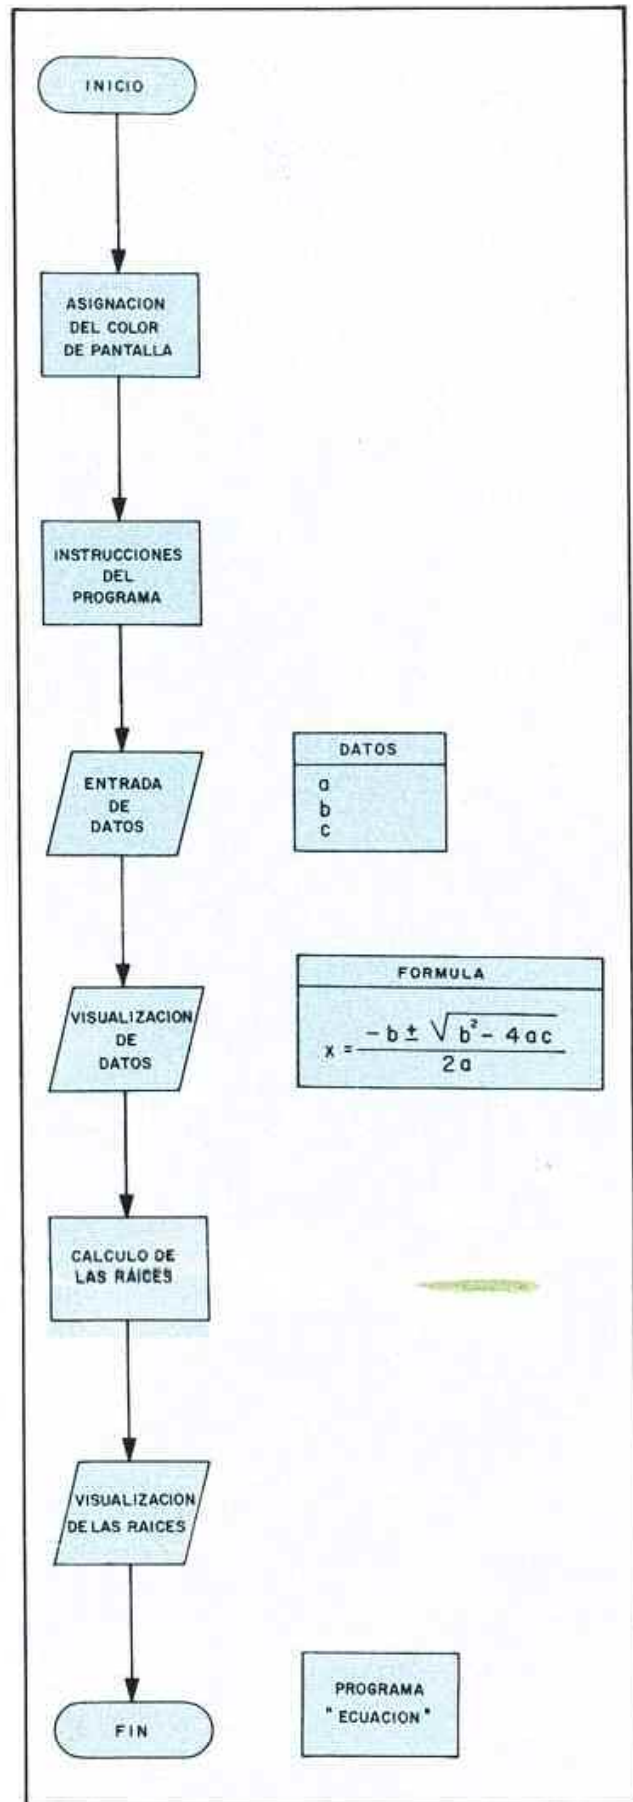 INICIO
ASIGNACION
DEL COLOR
DE PANTALLA
INSTRUCCIONES
DEL
PROGRAMA
ENTRADA
DE
DATOS
DATOS
a
b
c
VISUALIZACION
DE
DATOS
FORMULA
x = -b ± √b² - 4ac / 2a
CALCULO DE
LAS RAICES
VISUALIZACION
DE LAS RAICES
FIN
PROGRAMA
"ECUACION"